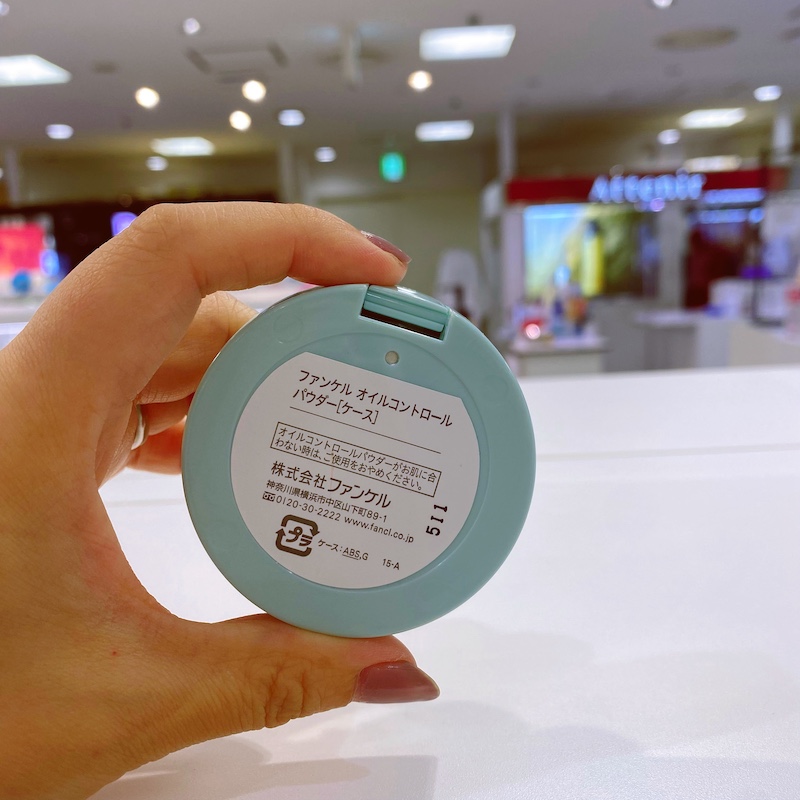 ファンケル オイルコントロール
パウダー[ケース]
オイルコントロールパウダーがお肌に合
わない時は、ご使用をおやめください。
株式会社ファンケル
神奈川県横浜市中区山下町89-1
0120-30-2222 www.fancl.co.jp
プラ
ケース:ABS,G
15-A
511
Attenir